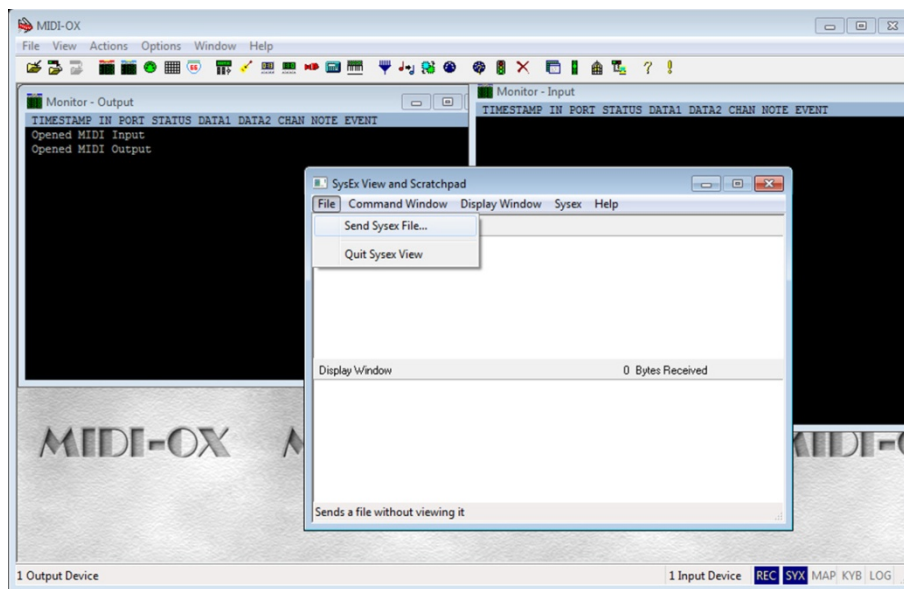 MIDI-OX
File View Actions Options Window Help
Monitor - Output
TIMESTAMP IN PORT STATUS DATA1 DATA2 CHAN NOTE EVENT
Opened MIDI Input
Opened MIDI Output
Monitor - Input
TIMESTAMP IN PORT STATUS DATA1 DATA2 CHAN NOTE EVENT
SysEx View and Scratchpad
File Command Window Display Window Sysex Help
Send Sysex File...
Quit Sysex View
Display Window 0 Bytes Received
Sends a file without viewing it
MIDI-OX
1 Output Device 1 Input Device REC SYX MAP KYB LOG